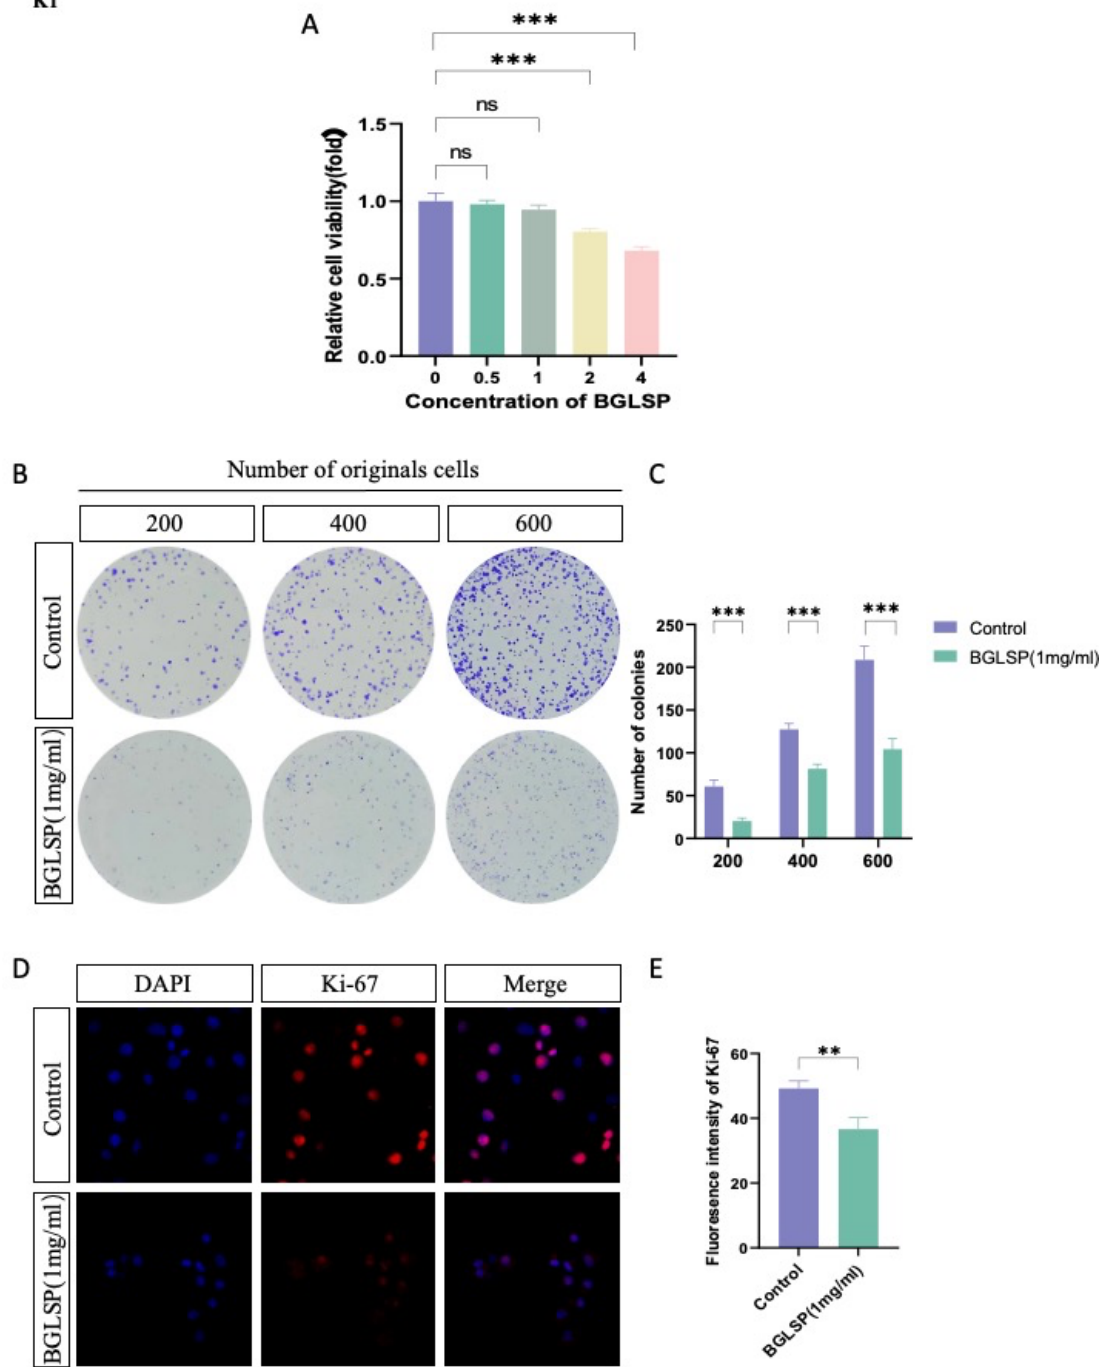 K1
A
***
***
ns
ns
Relative cell viability(fold)
1.5
1.0
0.5
0.0
0 0.5 1 2 4
Concentration of BGLSP
B
Number of originals cells
200 400 600
Control
BGLSP(1mg/ml)
C
*** *** ***
Number of colonies
250
200
150
100
50
0
200 400 600
Control
BGLSP(1mg/ml)
D
DAPI Ki-67 Merge
Control
BGLSP(1mg/ml)
E
**
Fluoresence intensity of Ki-67
60
40
20
0
Control
BGLSP(1mg/ml)